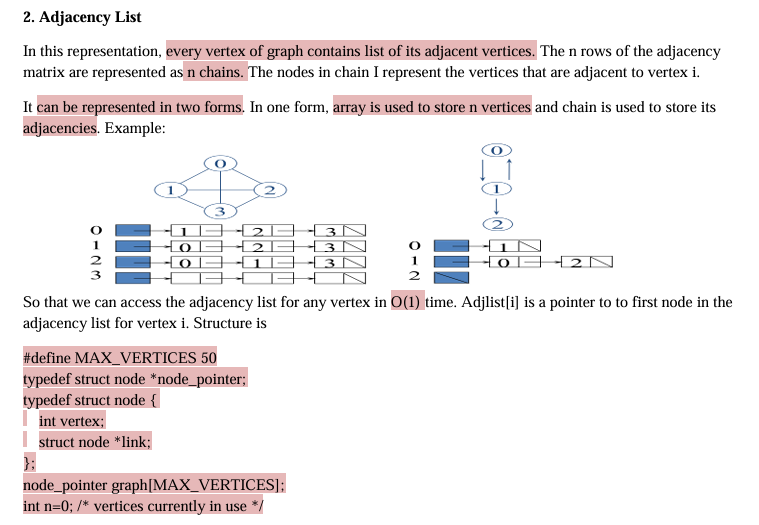 2. Adjacency List
In this representation, every vertex of graph contains list of its adjacent vertices. The n rows of the adjacency
matrix are represented as n chains. The nodes in chain I represent the vertices that are adjacent to vertex i.
It can be represented in two forms. In one form, array is used to store n vertices and chain is used to store its
adjacencies. Example:
0
1 2
3
0 1 2 3
1 0 2 3
2 0 1 3
3
0
1
2
0 1
1 0 2
2
So that we can access the adjacency list for any vertex in O(1) time. Adjlist[i] is a pointer to to first node in the
adjacency list for vertex i. Structure is
#define MAX_VERTICES 50
typedef struct node *node_pointer;
typedef struct node {
int vertex;
struct node *link;
};
node_pointer graph[MAX_VERTICES];
int n=0; /* vertices currently in use */